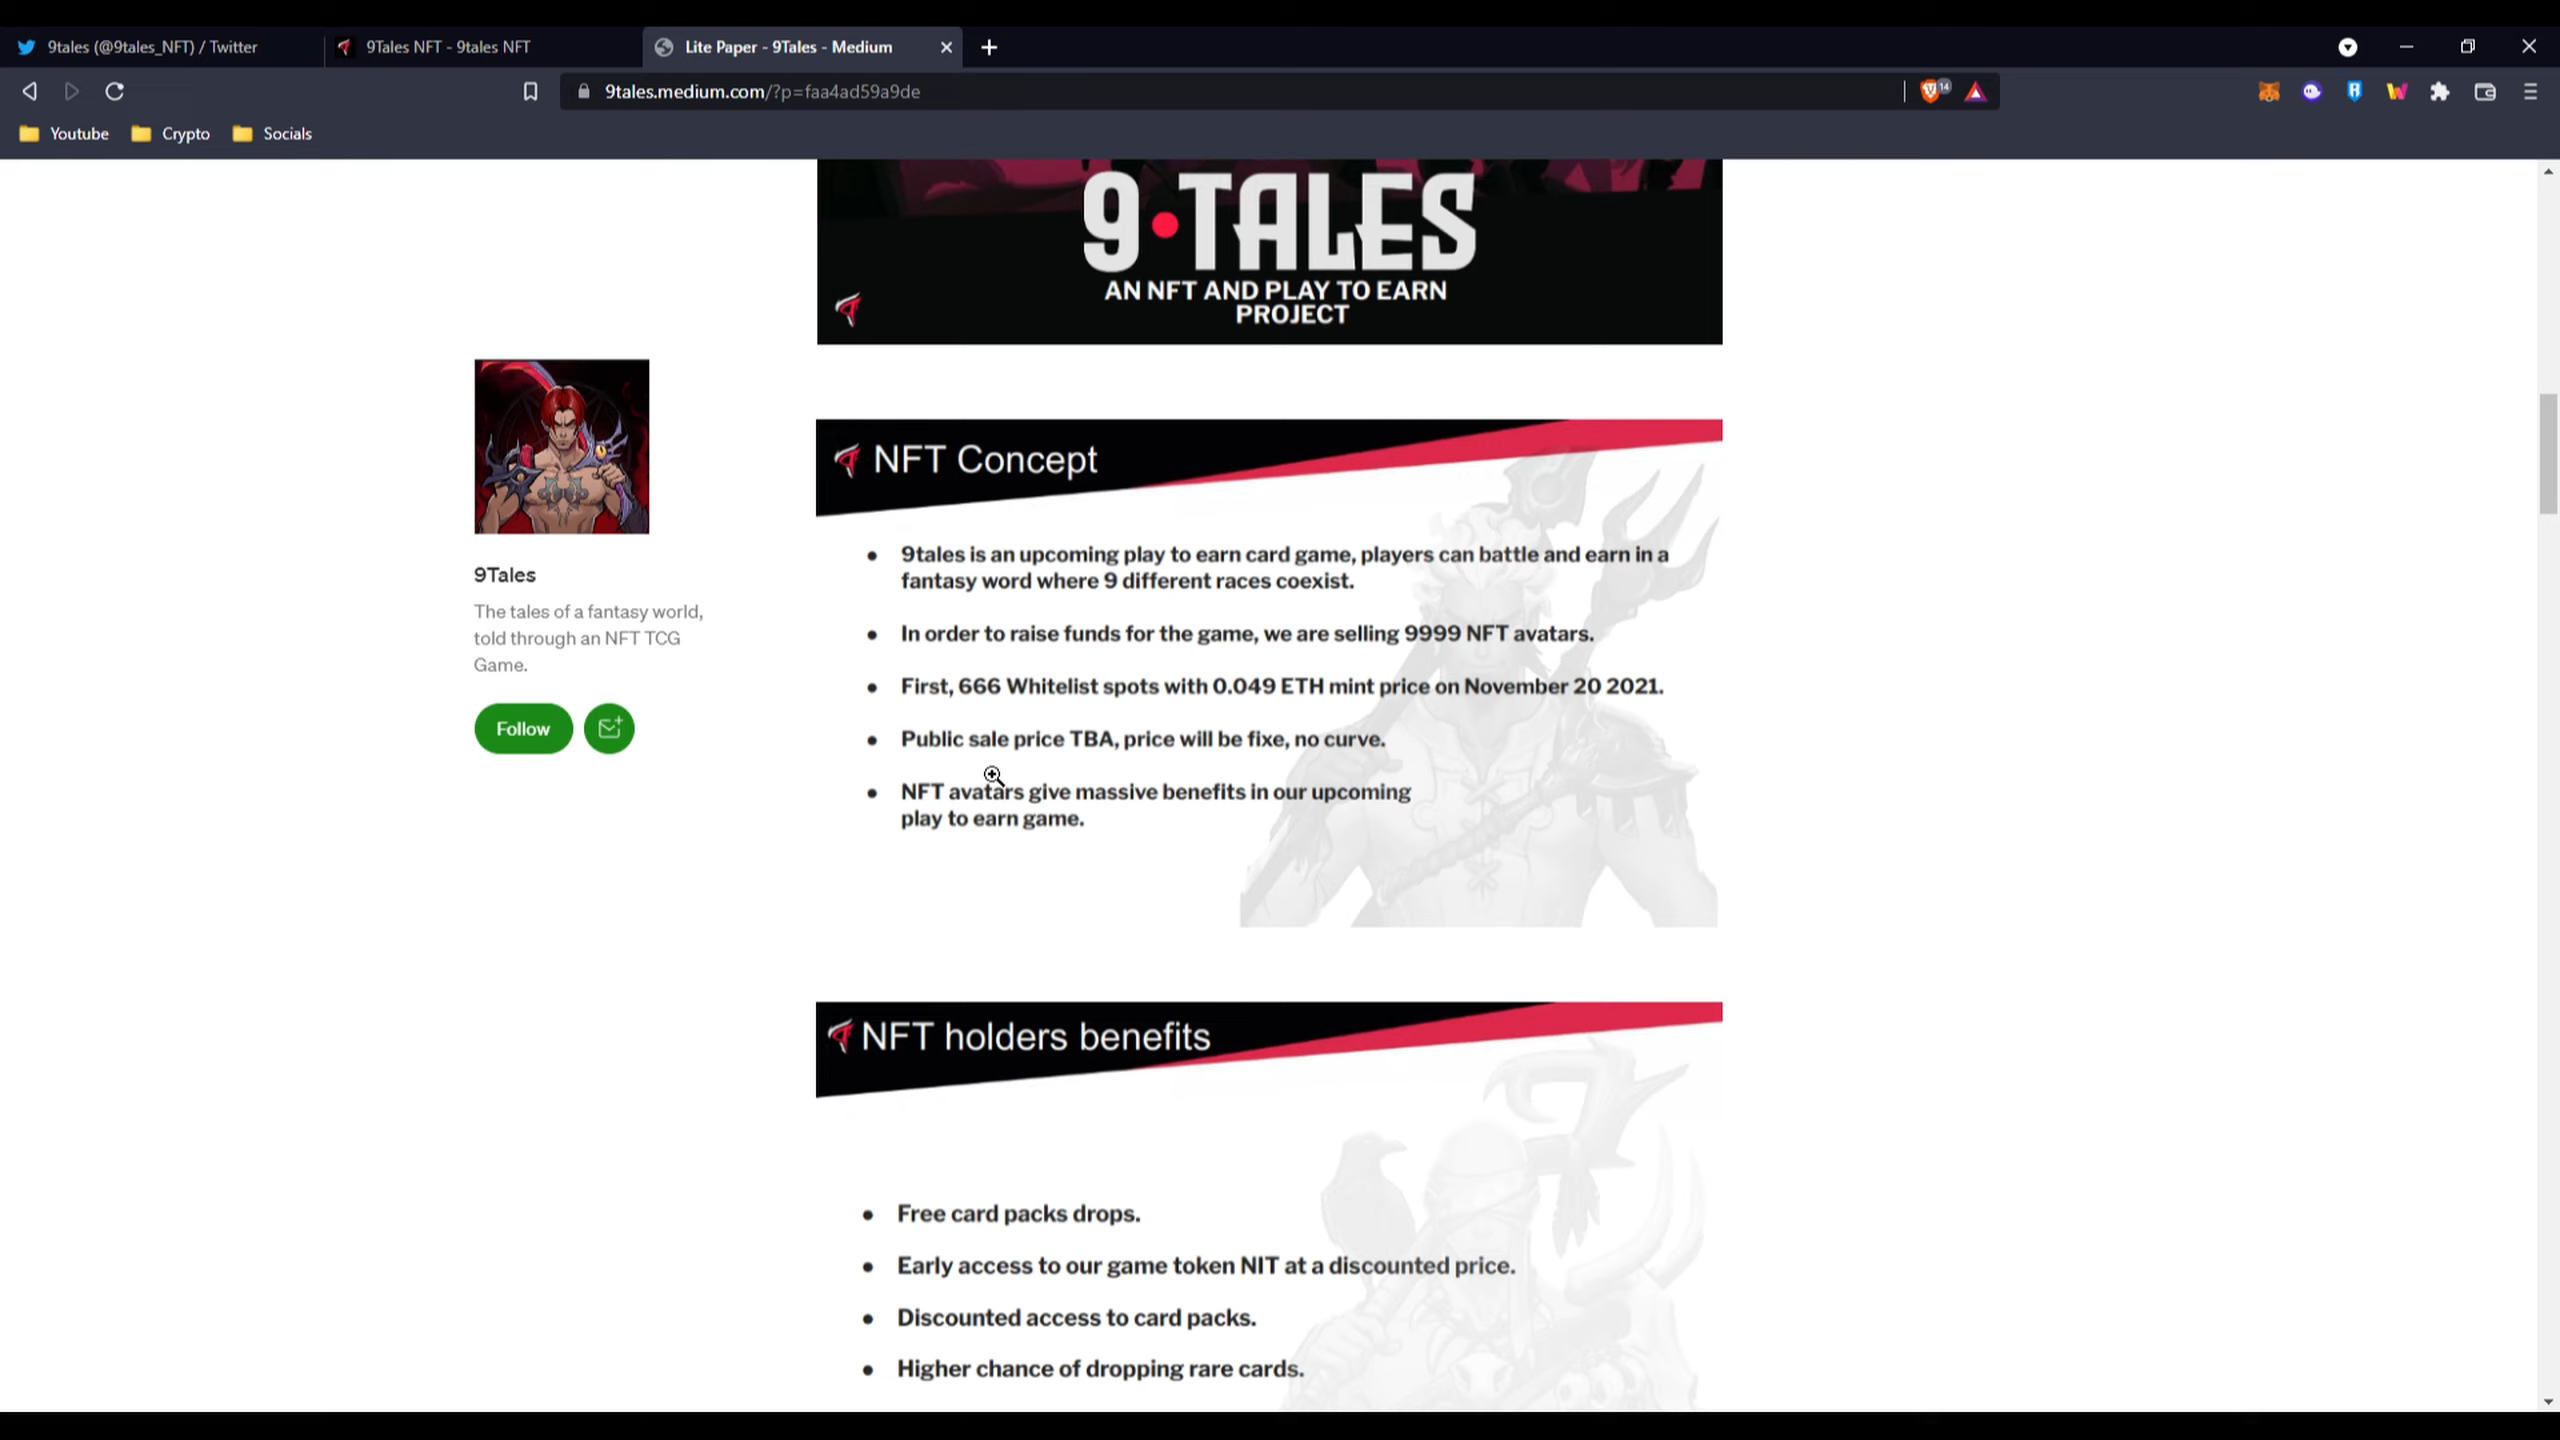 9tales (@9tales_NFT) / Twitter
9Tales NFT - 9tales NFT
Lite Paper - 9Tales - Medium
9tales.medium.com/?p=faa4ad59a9de
14
Youtube
Crypto
Socials
9 TALES
AN NFT AND PLAY TO EARN
PROJECT
9Tales
The tales of a fantasy world,
told through an NFT TCG
Game.
Follow
NFT Concept
9tales is an upcoming play to earn card game, players can battle and earn in a
fantasy word where 9 different races coexist.
In order to raise funds for the game, we are selling 9999 NFT avatars.
First, 666 Whitelist spots with 0.049 ETH mint price on November 20 2021.
Public sale price TBA, price will be fixe, no curve.
NFT avatars give massive benefits in our upcoming
play to earn game.
NFT holders benefits
Free card packs drops.
Early access to our game token NIT at a discounted price.
Discounted access to card packs.
Higher chance of dropping rare cards.